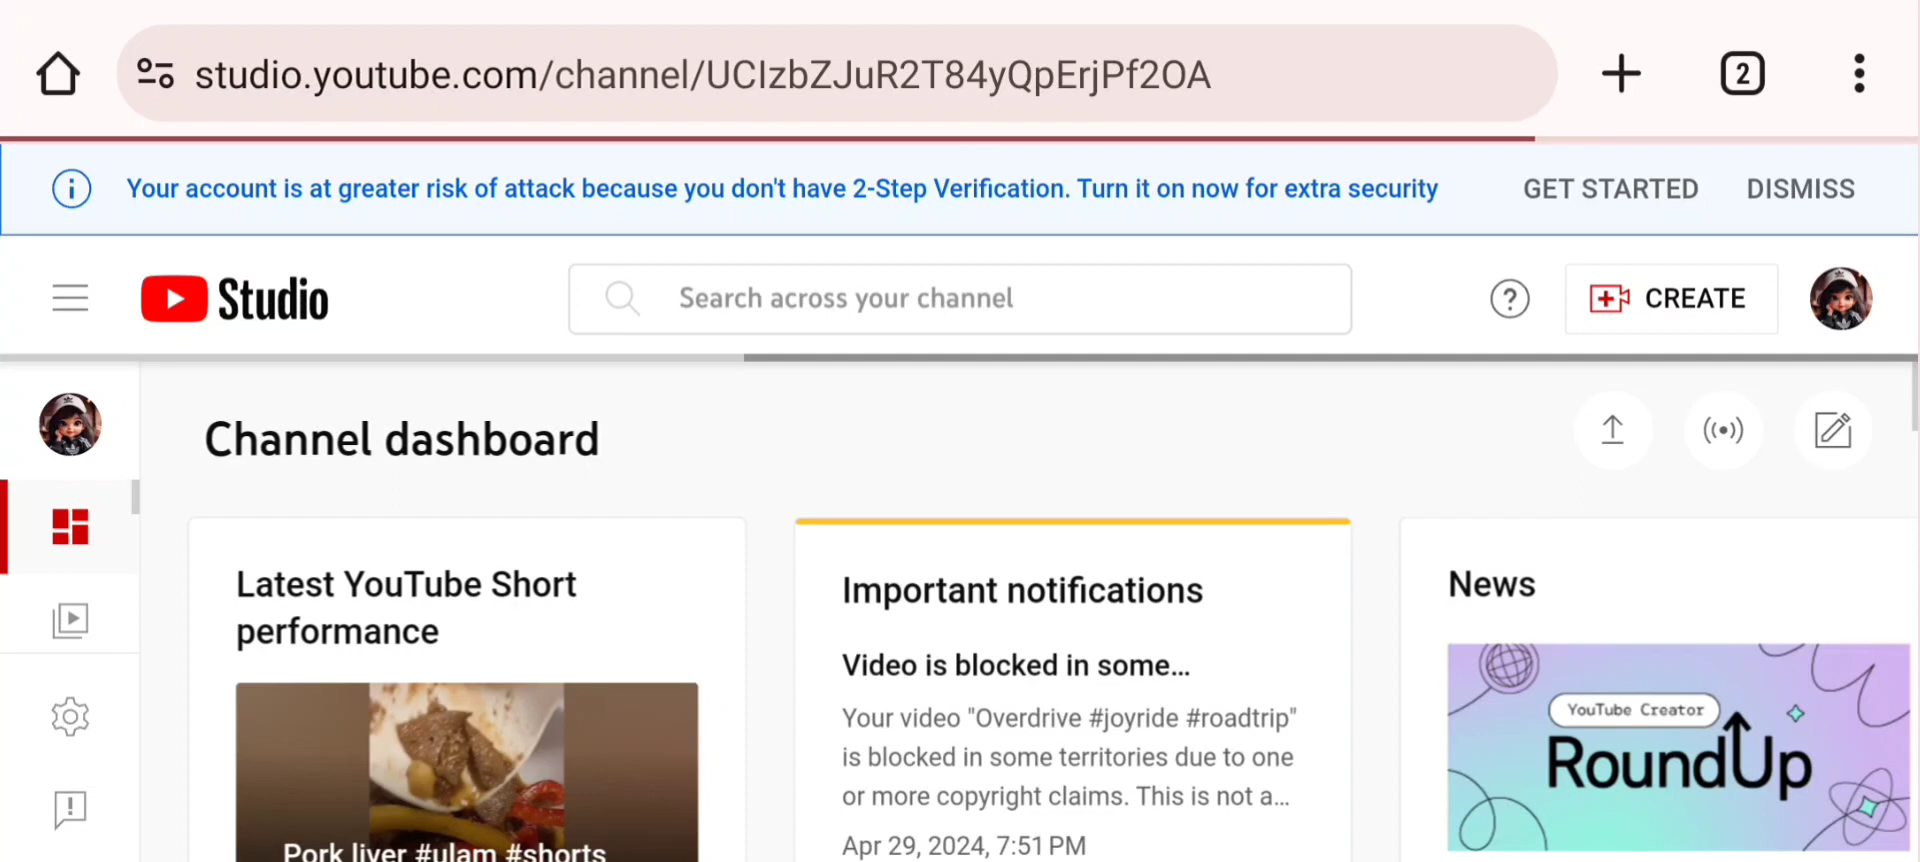 studio.youtube.com/channel/UCIzbZJuR2T84yQpErjPf2OA
2
Your account is at greater risk of attack because you don't have 2-Step Verification. Turn it on now for extra security
GET STARTED
DISMISS
Studio
Search across your channel
CREATE
Channel dashboard
Latest YouTube Short
performance
Pork liver #ulam #shorts
Important notifications
Video is blocked in some...
Your video "Overdrive #joyride #roadtrip"
is blocked in some territories due to one
or more copyright claims. This is not a...
Apr 29, 2024, 7:51 PM
News
YouTube Creator
RoundUp